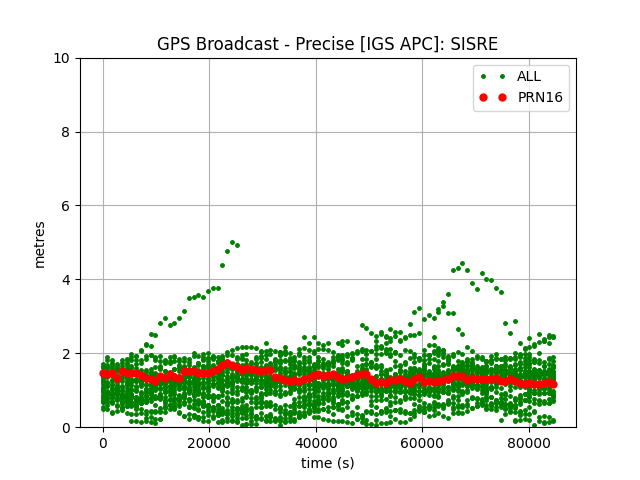 GPS Broadcast - Precise [IGS APC]: SISRE
10
8
6
4
2
0
metres
ALL
PRN16
0
20000
40000
60000
80000
time (s)